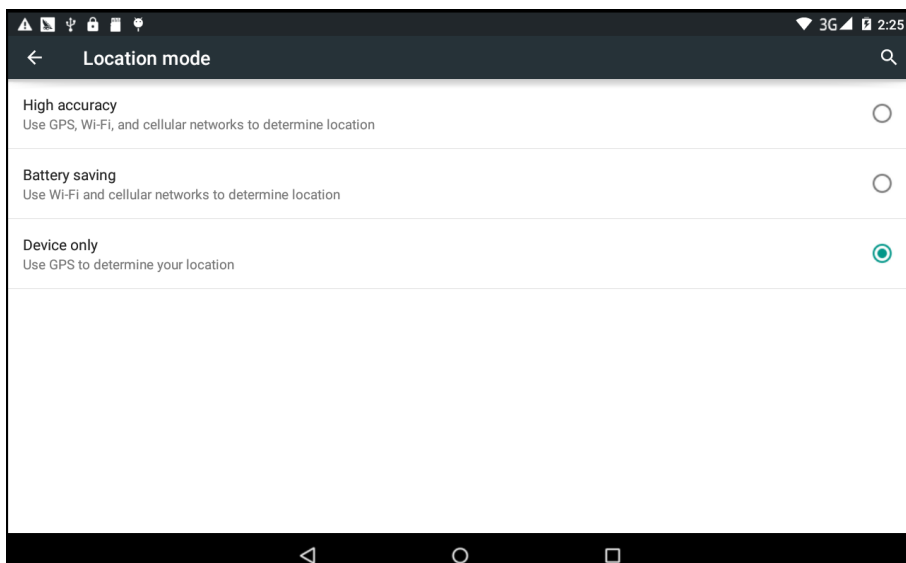 3G 2:25
Location mode
High accuracy
Use GPS, Wi-Fi, and cellular networks to determine location
Battery saving
Use Wi-Fi and cellular networks to determine location
Device only
Use GPS to determine your location